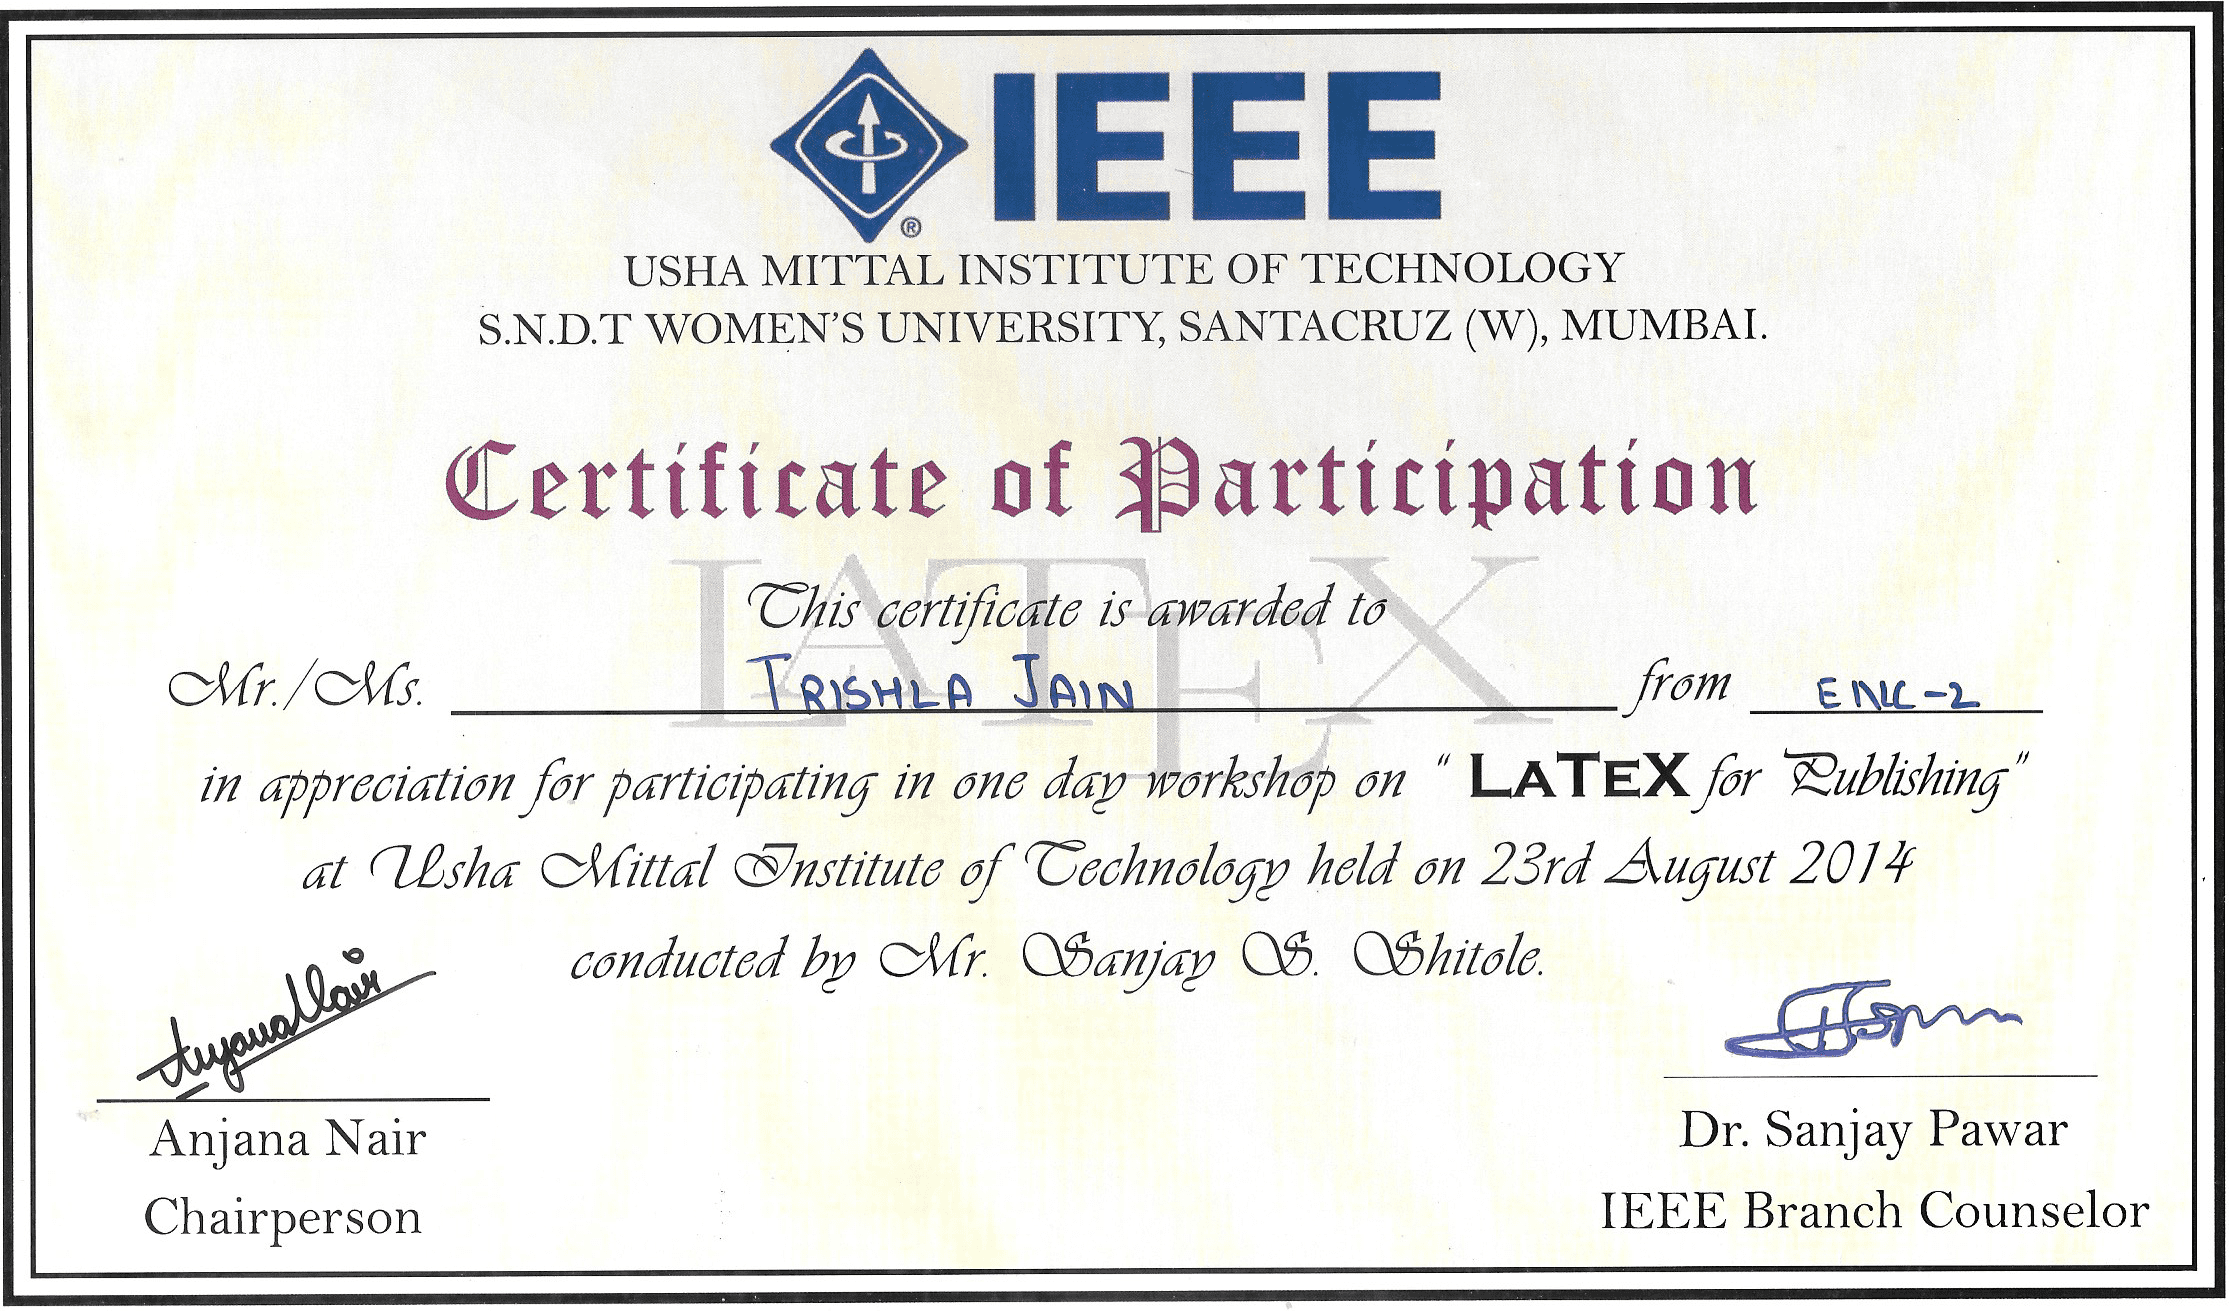 IEEE
®
USHA MITTAL INSTITUTE OF TECHNOLOGY
S.N.D.T WOMEN'S UNIVERSITY, SANTACRUZ (W), MUMBAI.
Certificate of Participation
LATEX
This certificate is awarded to
Mr./Ms. TRISHLA JAIN from ENC-2
in appreciation for participating in one day workshop on " LATEX for Publishing"
at Usha Mittal Institute of Technology held on 23rd August 2014
conducted by Mr. Sanjay S. Shitole.
Anjana Nair
Anjana Nair
Chairperson
Dr. Sanjay Pawar
IEEE Branch Counselor